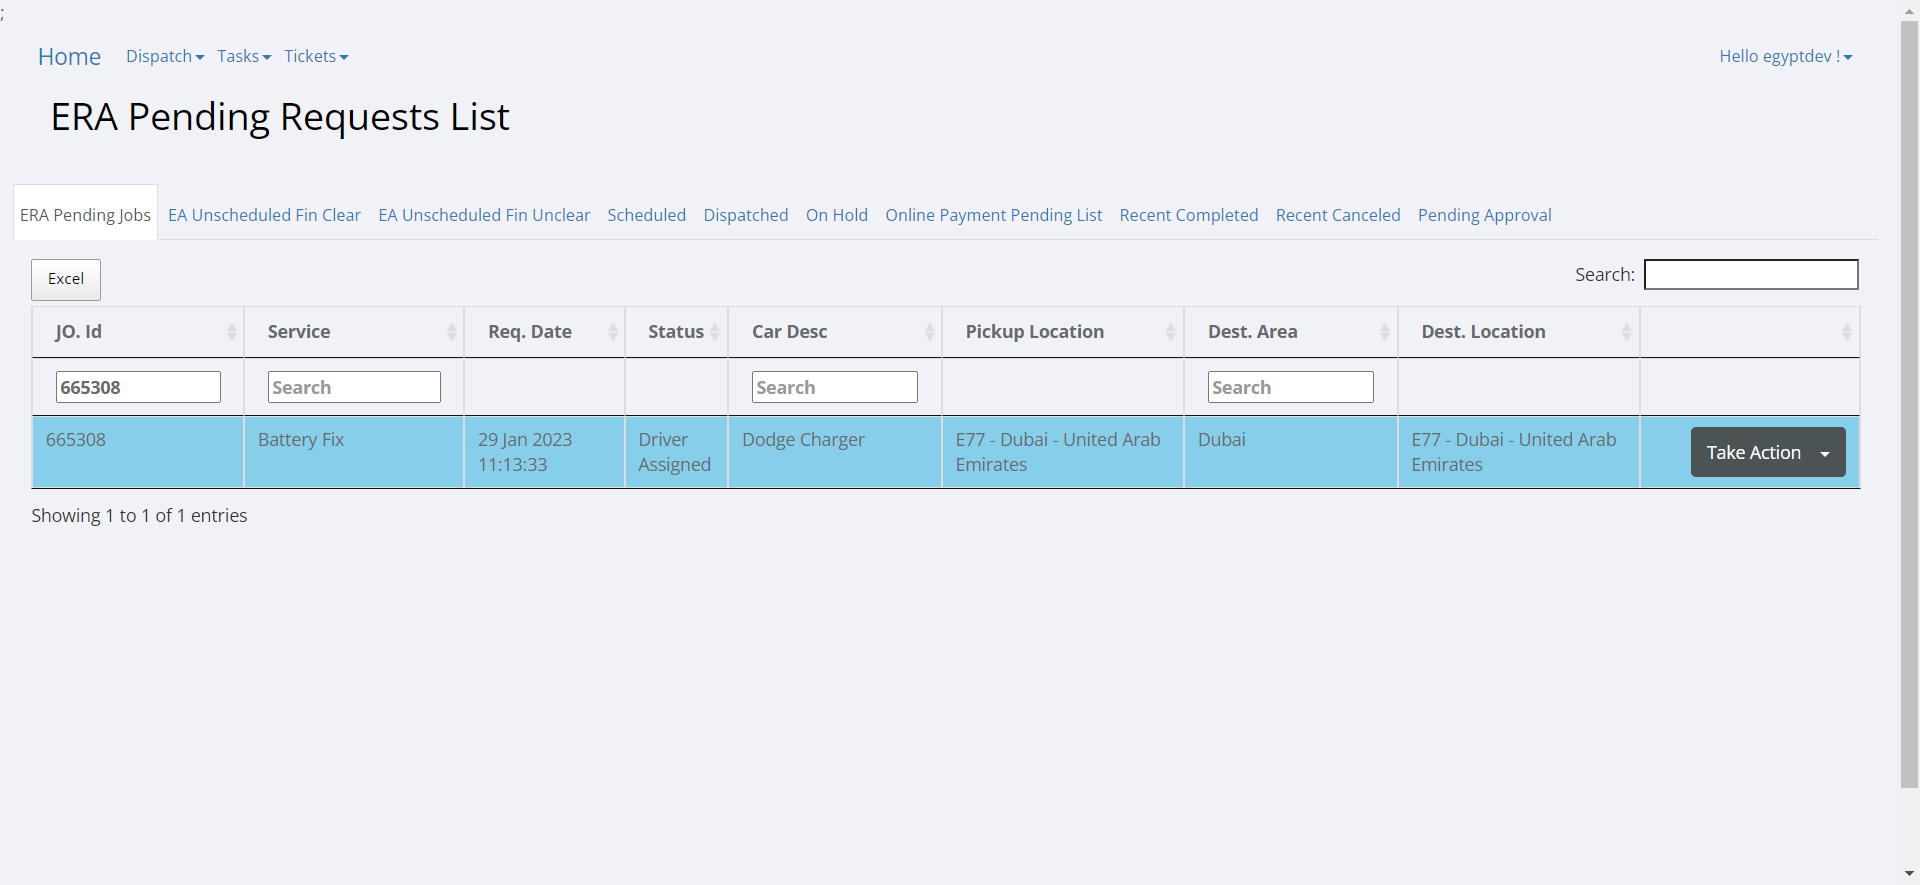 ;
Home Dispatch Tasks Tickets Hello egyptdev !
ERA Pending Requests List
ERA Pending Jobs EA Unscheduled Fin Clear EA Unscheduled Fin Unclear Scheduled Dispatched On Hold Online Payment Pending List Recent Completed Recent Canceled Pending Approval
Excel Search:
JO. Id Service Req. Date Status Car Desc Pickup Location Dest. Area Dest. Location
665308 Search Search Search
665308 Battery Fix 29 Jan 2023 Driver Dodge Charger E77 - Dubai - United Arab Dubai E77 - Dubai - United Arab Take Action
11:13:33 Assigned Emirates Emirates
Showing 1 to 1 of 1 entries